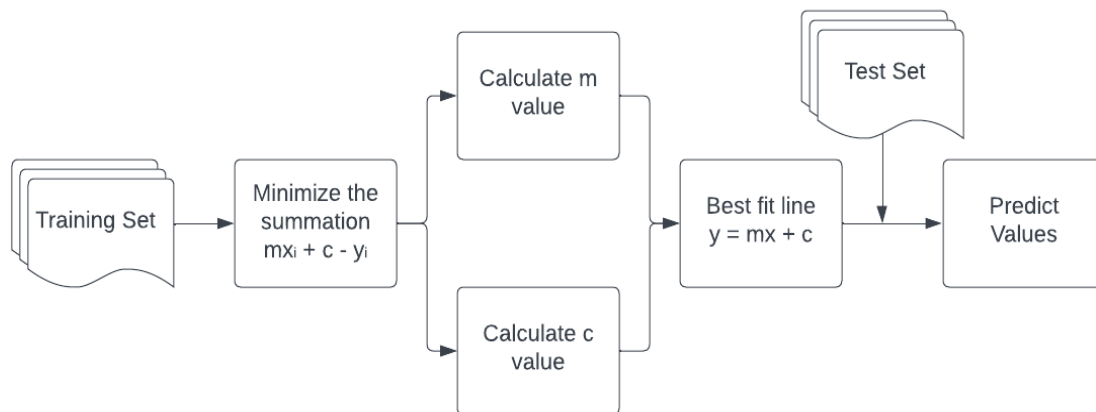 Training Set
Minimize the
summation
mxᵢ + c - yᵢ
Calculate m
value
Calculate c
value
Best fit line
y = mx + c
Test Set
Predict
Values